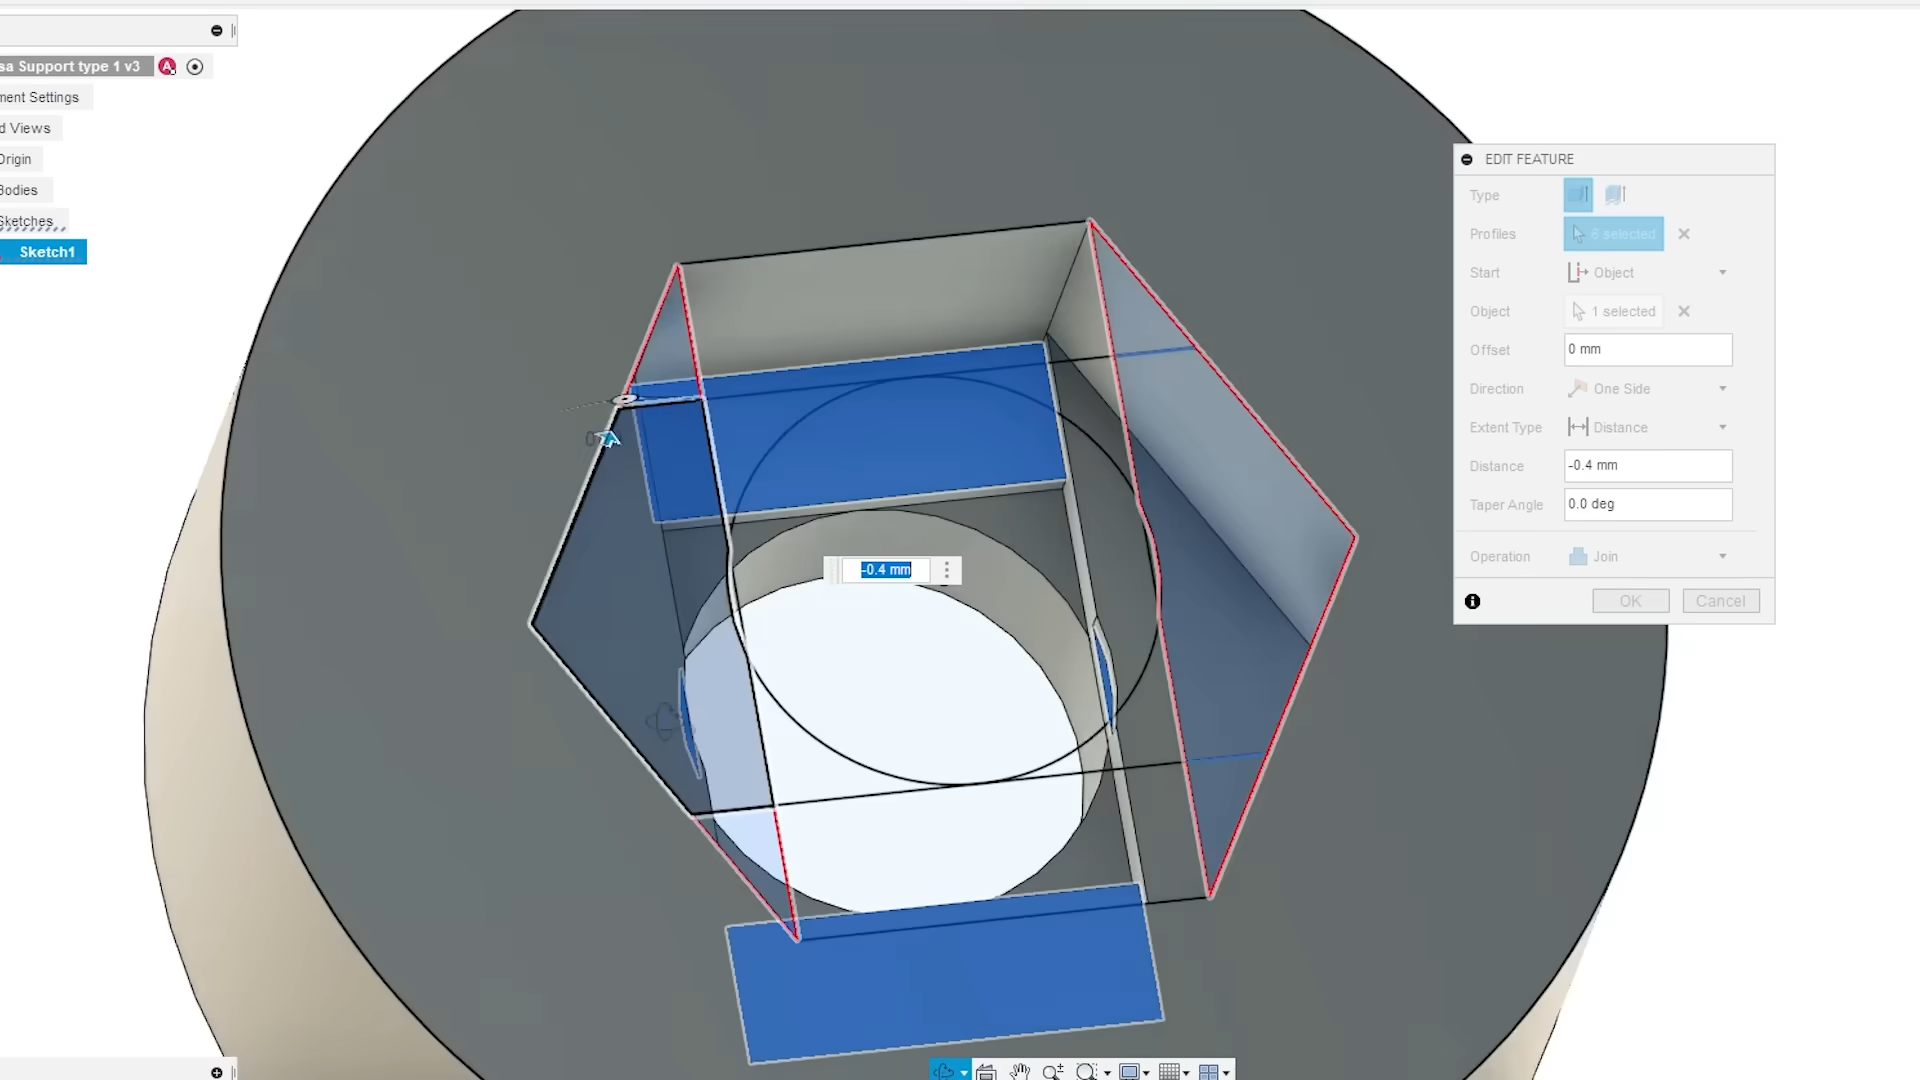 sa Support type 1 v3
ment Settings
d Views
Origin
Bodies
Sketches
Sketch1
-0.4 mm
EDIT FEATURE
Type
Profiles 6 selected
Start Object
Object 1 selected
Offset 0 mm
Direction One Side
Extent Type Distance
Distance -0.4 mm
Taper Angle 0.0 deg
Operation Join
OK Cancel